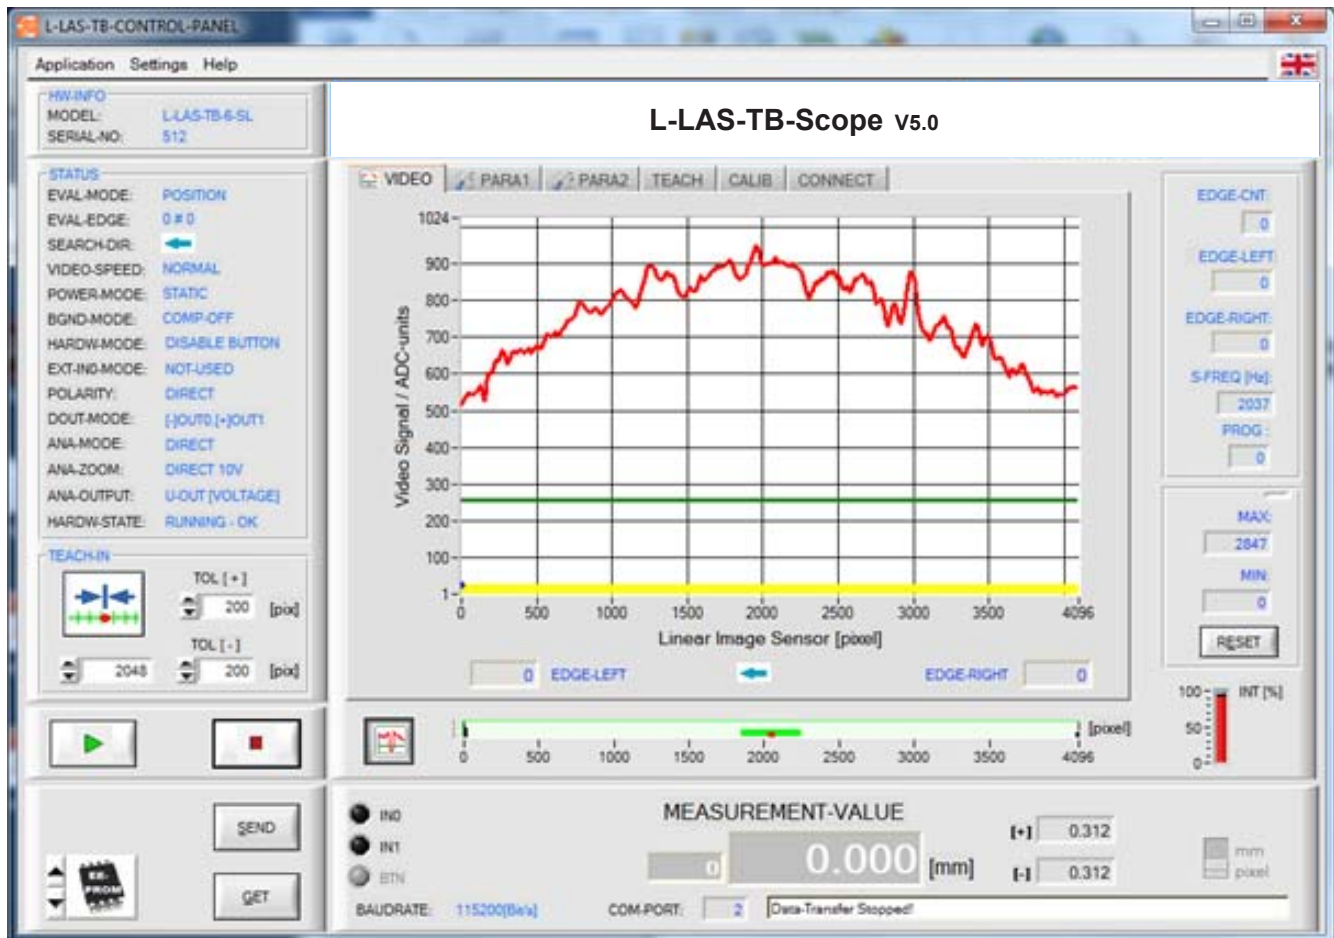 L-LAS-TB-CONTROL-PANEL
Application Settings Help
HW-INFO
MODEL: L-LAS-TB-6-SL
SERIAL-NO: 512
L-LAS-TB-Scope V5.0
STATUS
EVAL-MODE: POSITION
EVAL-EDGE: 0 # 0
SEARCH-DIR:
VIDEO-SPEED: NORMAL
POWER-MODE: STATIC
BGND-MODE: COMP-OFF
HARDW-MODE: DISABLE BUTTON
EXT-IN0-MODE: NOT-USED
POLARITY: DIRECT
DOUT-MODE: [-]OUT0,[+]OUT1
ANA-MODE: DIRECT
ANA-ZOOM: DIRECT 10V
ANA-OUTPUT: U-OUT [VOLTAGE]
HARDW-STATE: RUNNING - OK
TEACH-IN
TOL [ + ]
200 [pix]
TOL [ - ]
2048 200 [pix]
SEND
EE-PROM
GET
VIDEO PARA1 PARA2 TEACH CALIB CONNECT
Video Signal / ADC-units
1024
900
800
700
600
500
400
300
200
100
1
0 500 1000 1500 2000 2500 3000 3500 4096
Linear Image Sensor [pixel]
0 EDGE-LEFT EDGE-RIGHT 0
[pixel]
0 500 1000 1500 2000 2500 3000 3500 4096
EDGE-CNT:
0
EDGE-LEFT
0
EDGE-RIGHT:
0
S-FREQ [Hz]:
2037
PROG :
0
MAX:
2847
MIN:
0
RESET
100 INT [%]
50
0
IN0
IN1
BTN
MEASUREMENT-VALUE
0 0.000 [mm]
[+] 0.312
[-] 0.312
mm
pixel
BAUDRATE: 115200[Bits/s] COM-PORT: 2 Data-Transfer Stopped!